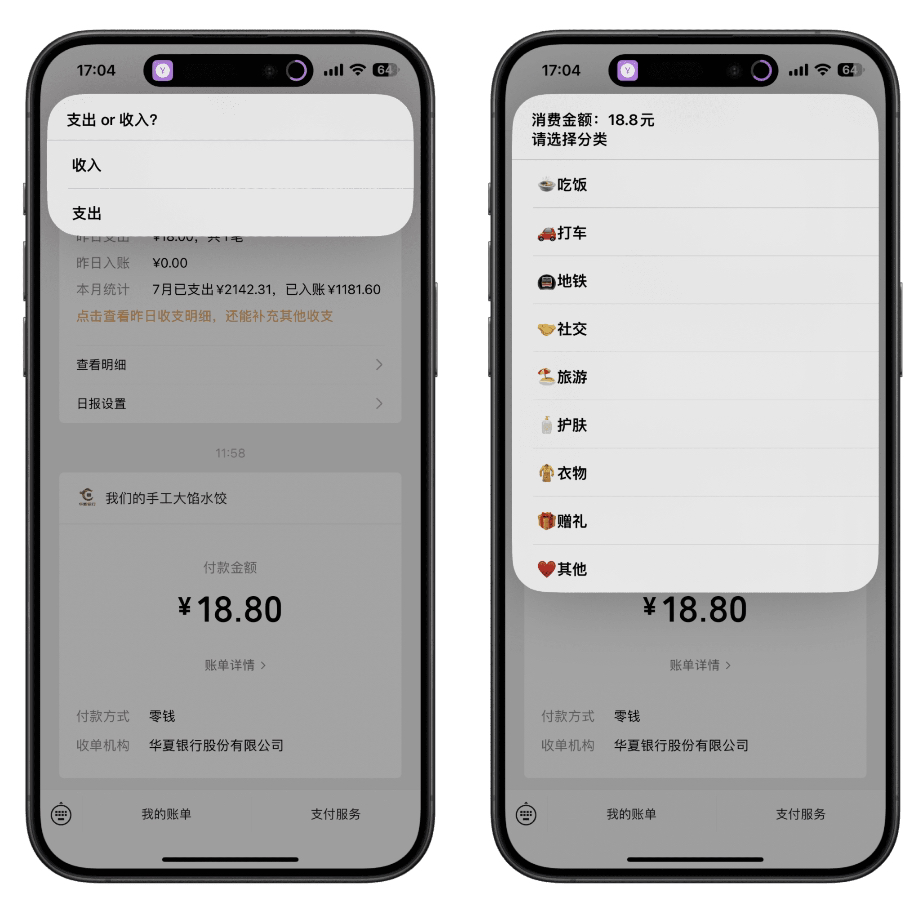 17:04
Y
64
支出 or 收入?
收入
支出
昨日支出 ¥18.00，共1笔
昨日入账 ¥0.00
本月统计 7月已支出¥2142.31，已入账¥1181.60
点击查看昨日收支明细，还能补充其他收支
查看明细
日报设置
11:58
我们的手工大馅水饺
付款金额
¥18.80
账单详情
付款方式 零钱
收单机构 华夏银行股份有限公司
我的账单 支付服务
17:04
Y
64
消费金额：18.8元
请选择分类
吃饭
打车
地铁
社交
旅游
护肤
衣物
赠礼
其他
¥18.80
账单详情
付款方式 零钱
收单机构 华夏银行股份有限公司
我的账单 支付服务